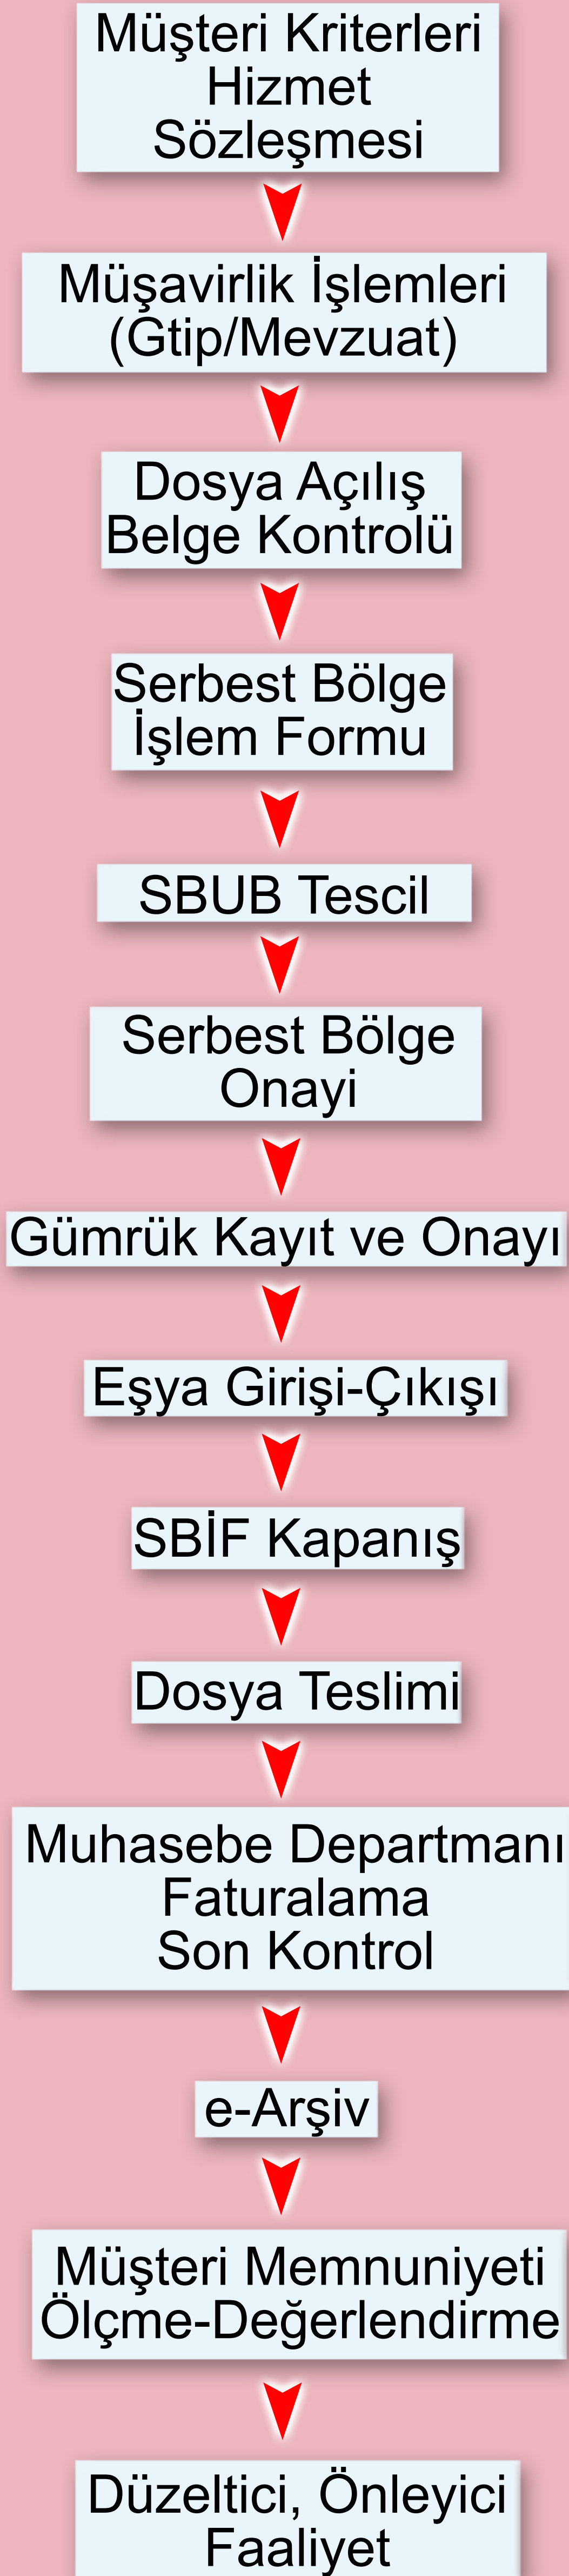 Müşteri Kriterleri
Hizmet
Sözleşmesi
Müşavirlik İşlemleri
(Gtip/Mevzuat)
Dosya Açılış
Belge Kontrolü
Serbest Bölge
İşlem Formu
SBUB Tescil
Serbest Bölge
Onayi
Gümrük Kayıt ve Onayı
Eşya Girişi-Çıkışı
SBİF Kapanış
Dosya Teslimi
Muhasebe Departmanı
Faturalama
Son Kontrol
e-Arşiv
Müşteri Memnuniyeti
Ölçme-Değerlendirme
Düzeltici, Önleyici
Faaliyet